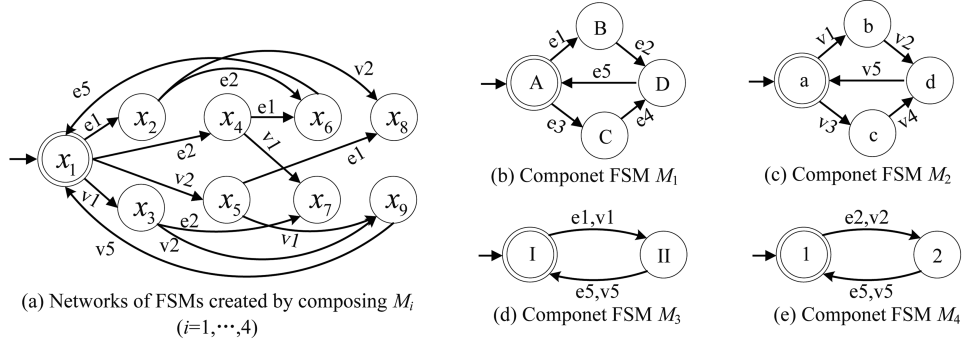 e5
e2
v2
e1
x2
x4
e1
x6
x8
x1
e2
v1
e1
v2
v1
x3
x5
x7
x9
e2
v1
v2
v5
(a) Networks of FSMs created by composing Mi
(i=1,···,4)
B
e1
e2
A
e5
D
e3
e4
C
(b) Componet FSM M1
b
v1
v2
a
v5
d
v3
v4
c
(c) Componet FSM M2
e1,v1
I
II
e5,v5
(d) Componet FSM M3
e2,v2
1
2
e5,v5
(e) Componet FSM M4